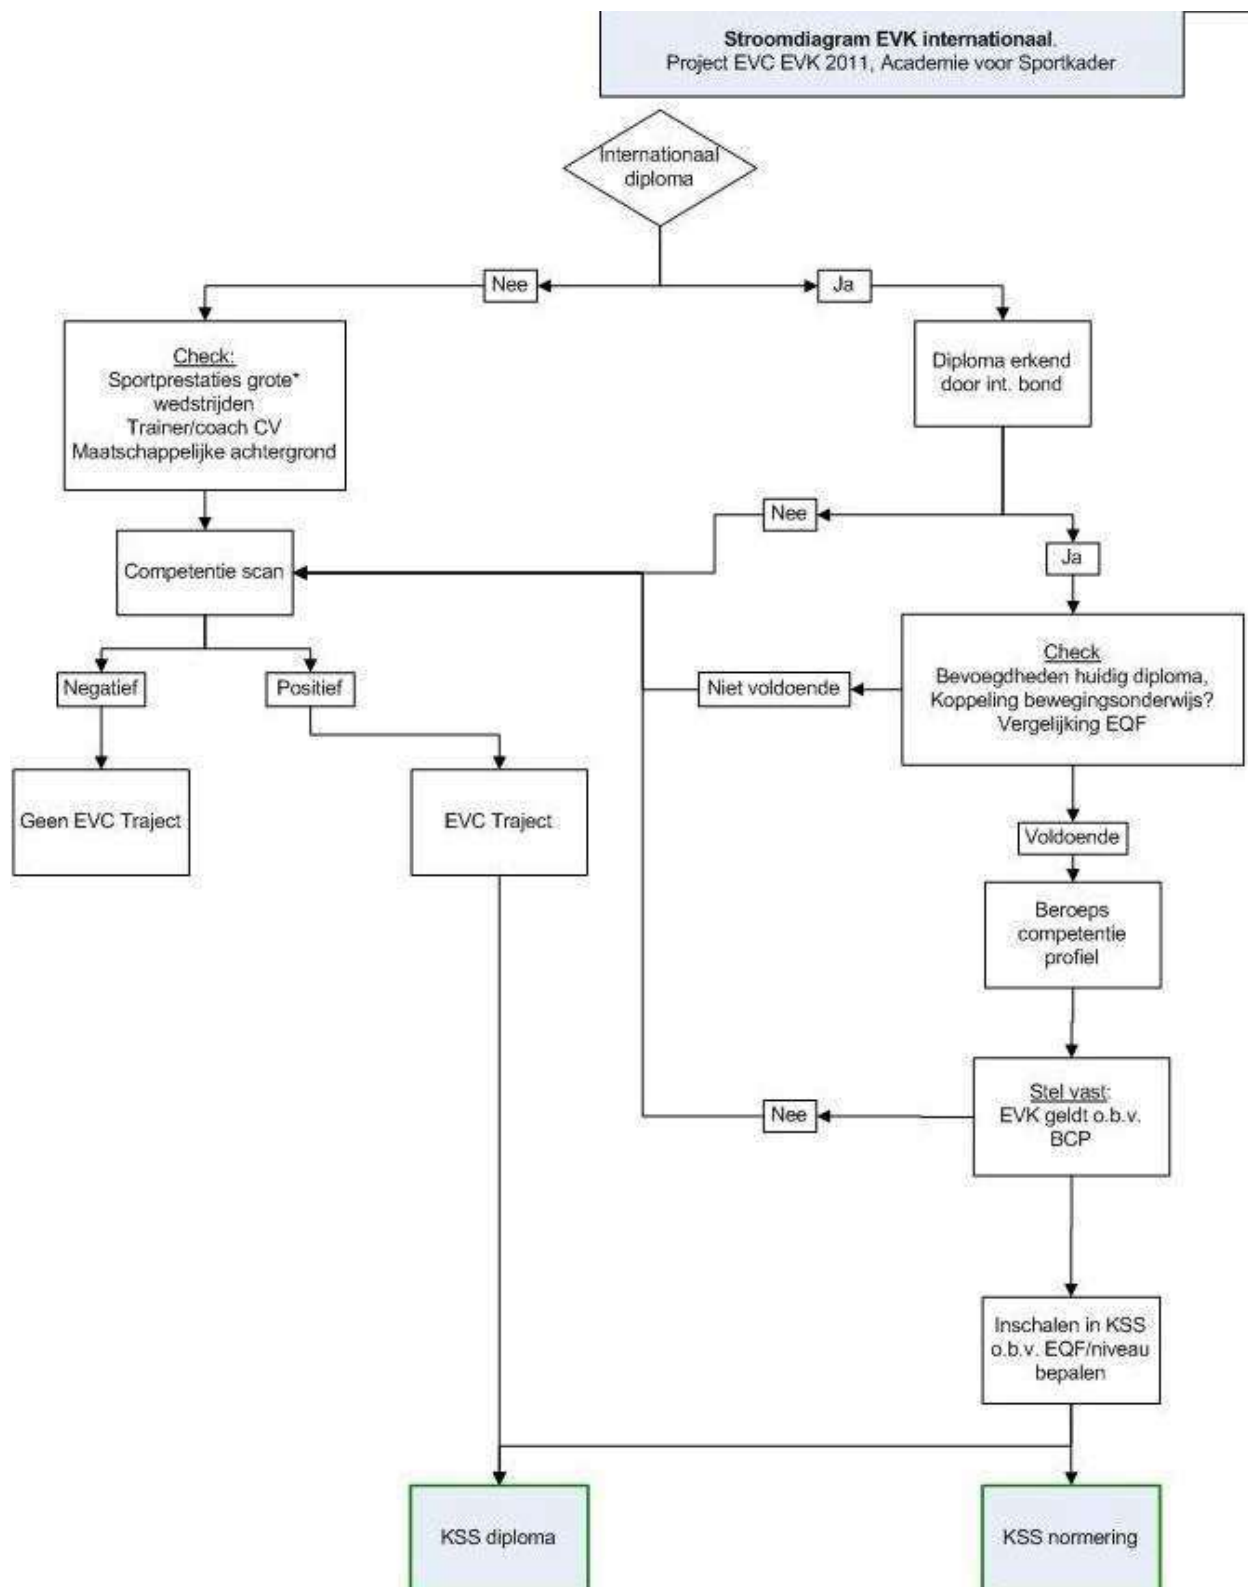 Stroomdiagram EVK internationaal.
Project EVC EVK 2011, Academie voor Sportkader
Internationaal
diploma
Nee
Ja
Check:
Sportprestaties grote*
wedstrijden
Trainer/coach CV
Maatschappelijke achtergrond
Diploma erkend
door int. bond
Nee
Ja
Competentie scan
Negatief
Positief
Niet voldoende
Check
Bevoegdheden huidig diploma,
Koppeling bewegingsonderwijs?
Vergelijking EQF
Geen EVC Traject
EVC Traject
Voldoende
Beroeps
competentie
profiel
Nee
Stel vast:
EVK geldt o.b.v.
BCP
Inschalen in KSS
o.b.v. EQF/niveau
bepalen
KSS diploma
KSS normering